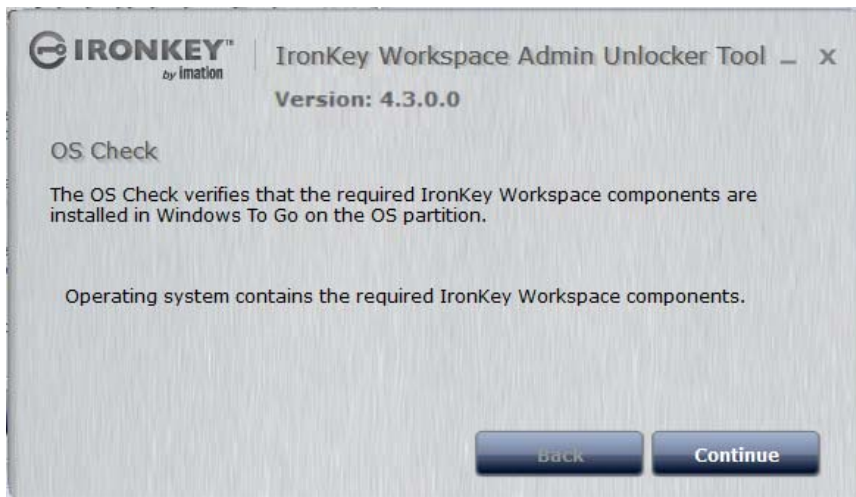 IRONKEY™
by imation
IronKey Workspace Admin Unlocker Tool
Version: 4.3.0.0
OS Check
The OS Check verifies that the required IronKey Workspace components are
installed in Windows To Go on the OS partition.
Operating system contains the required IronKey Workspace components.
Back
Continue